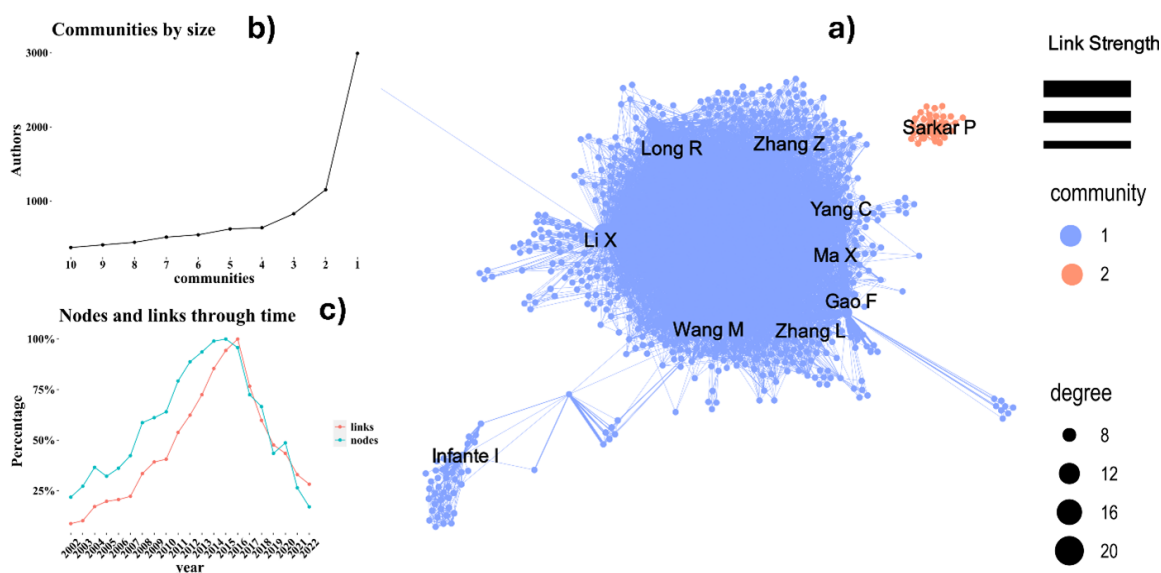 Communities by size
b)
3000
2000
1000
Authors
10 9 8 7 6 5 4 3 2 1
communities
c)
Nodes and links through time
100%
75%
50%
25%
Percentage
links
nodes
2002 2003 2004 2005 2006 2007 2008 2009 2010 2011 2012 2013 2014 2015 2016 2017 2018 2019 2020 2021 2022
year
a)
Sarkar P
Long R
Zhang Z
Yang C
Li X
Ma X
Gao F
Wang M
Zhang L
Infante I
Link Strength
community
1
2
degree
8
12
16
20